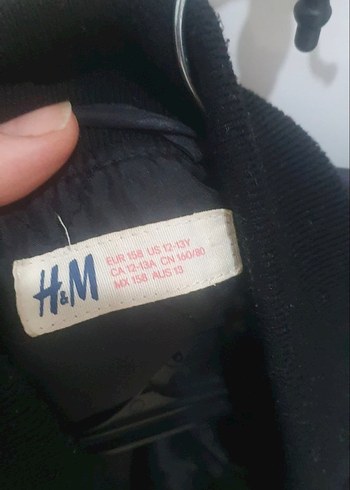 H&M
EUR 158 US 12-13Y
CA 12-13A CN 160/80
MX 158 AUS 13